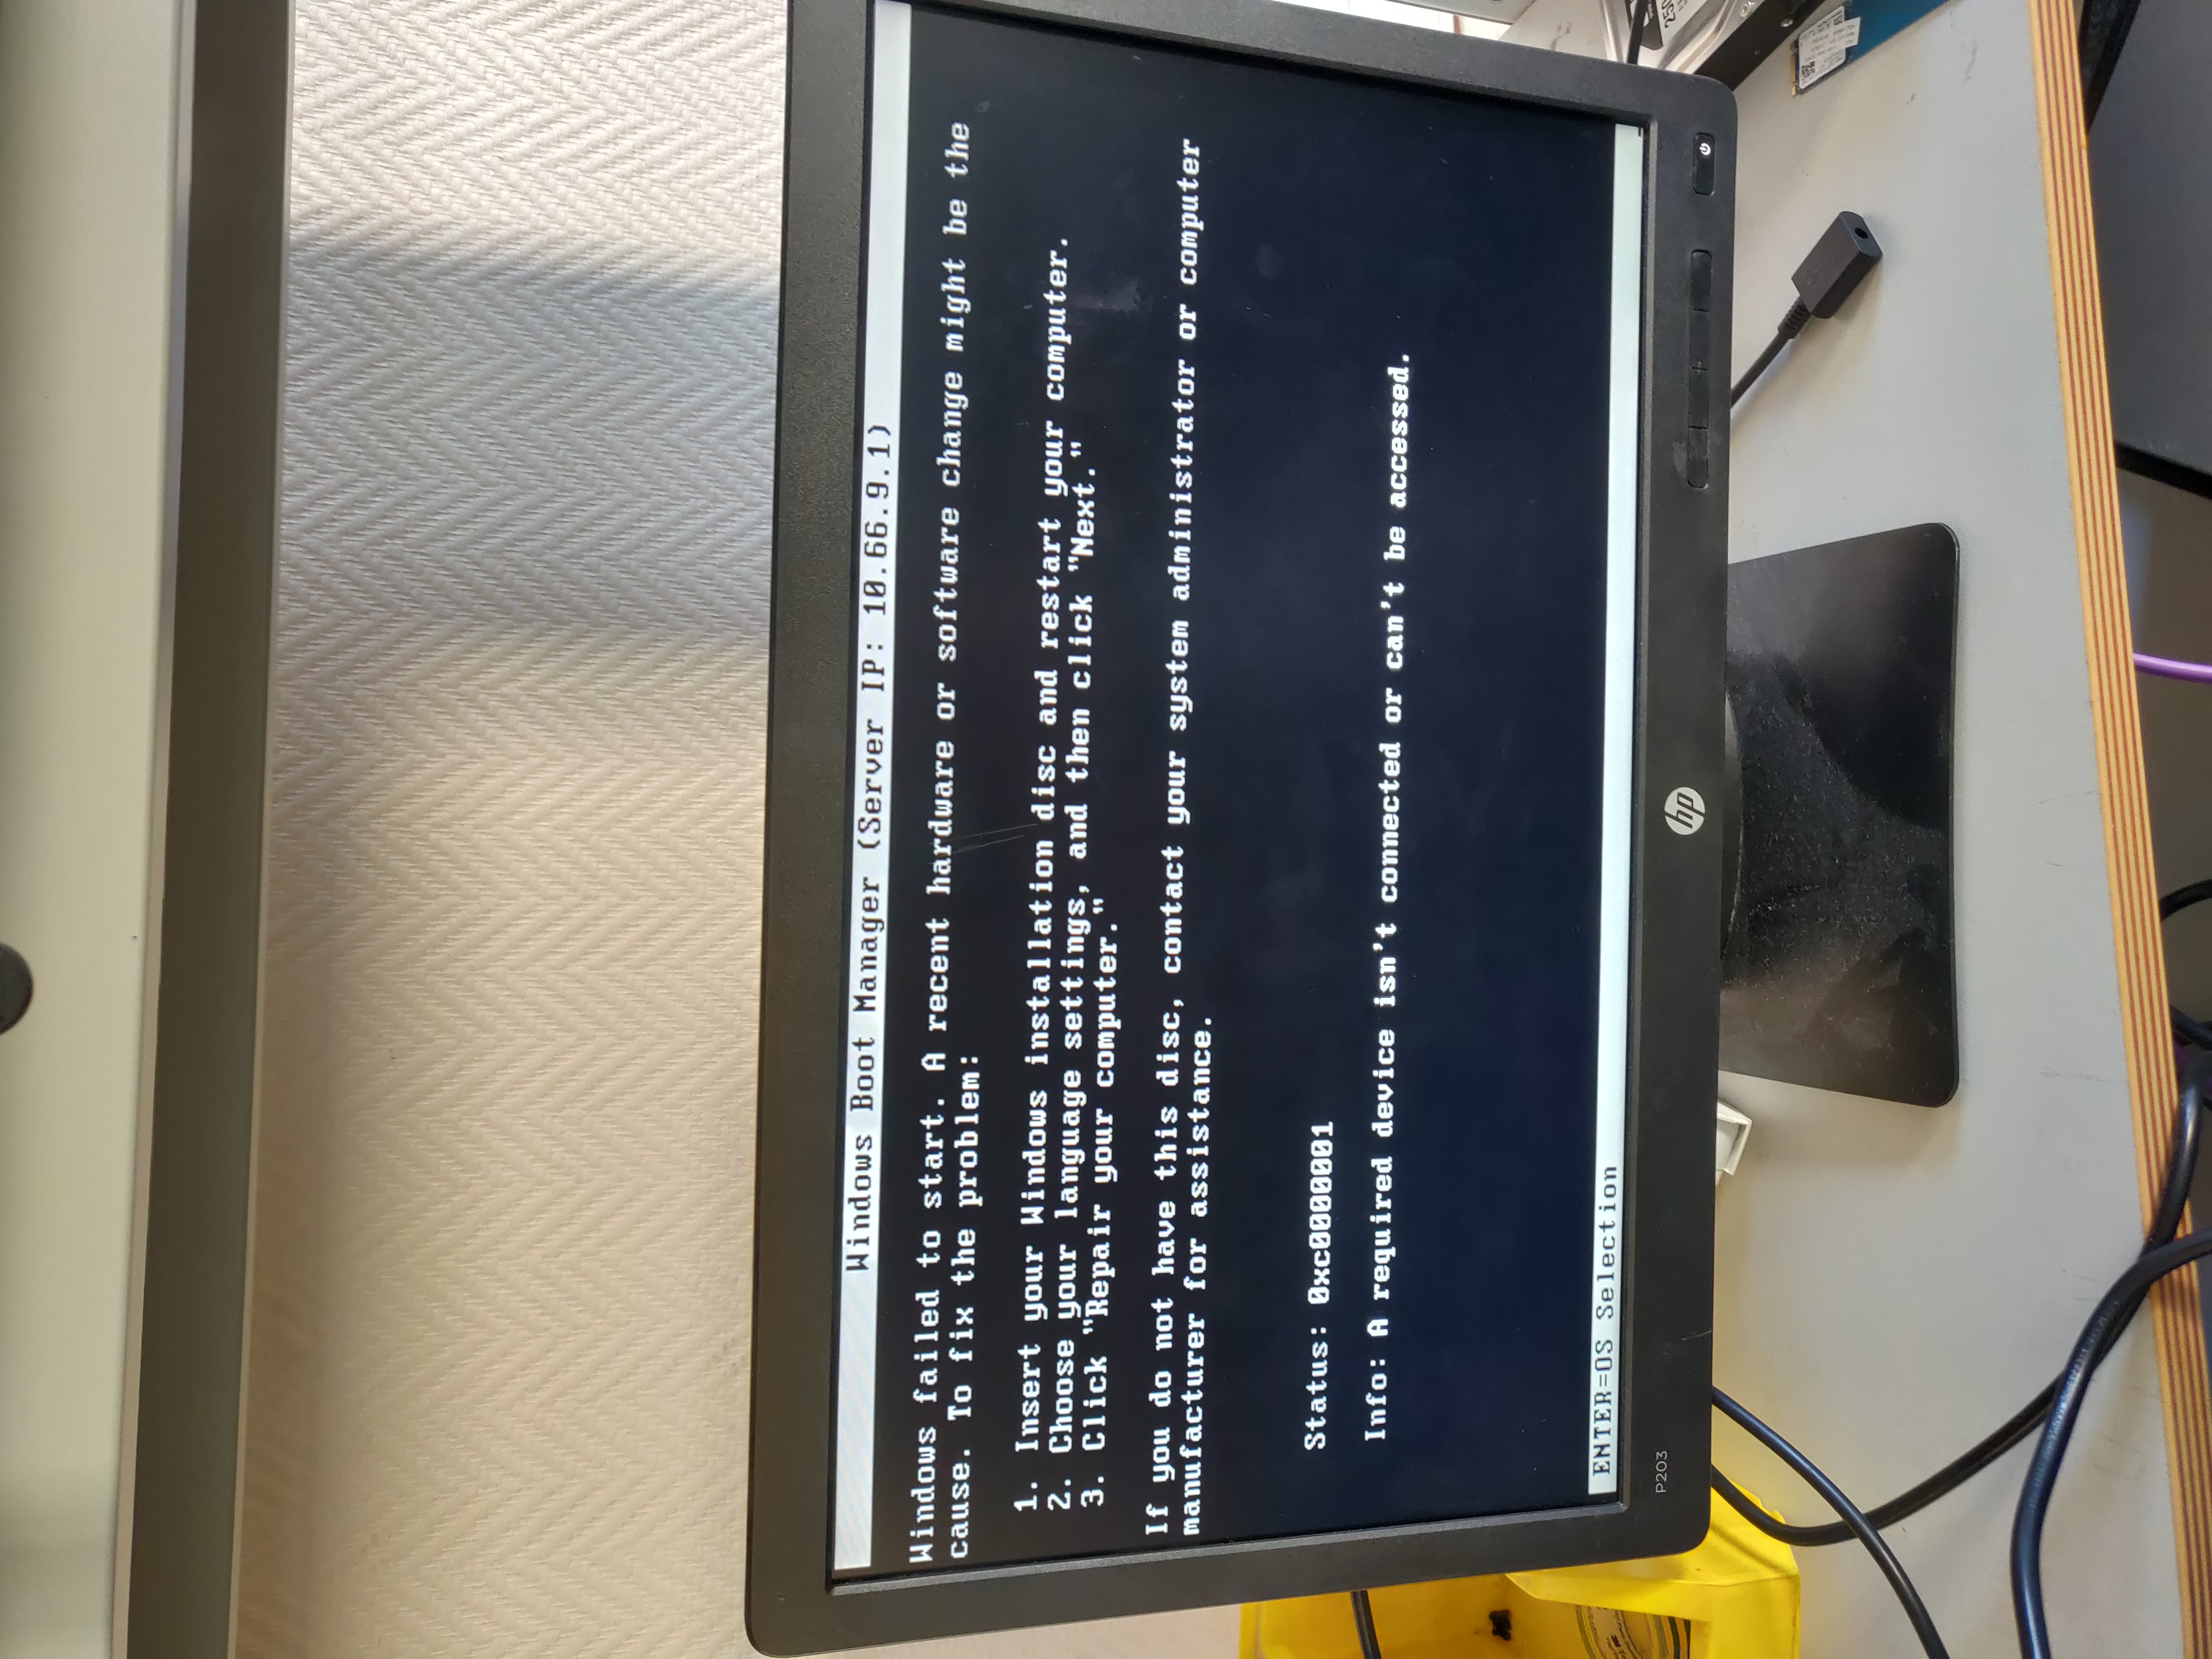 Windows Boot Manager (Server IP: 10.66.9.1)
Windows failed to start. A recent hardware or software change might be the
cause. To fix the problem:
1. Insert your Windows installation disc and restart your computer.
2. Choose your language settings, and then click "Next."
3. Click "Repair your computer."
If you do not have this disc, contact your system administrator or computer
manufacturer for assistance.
Status: 0xc0000001
Info: A required device isn't connected or can't be accessed.
ENTER=OS Selection
P203
hp
250